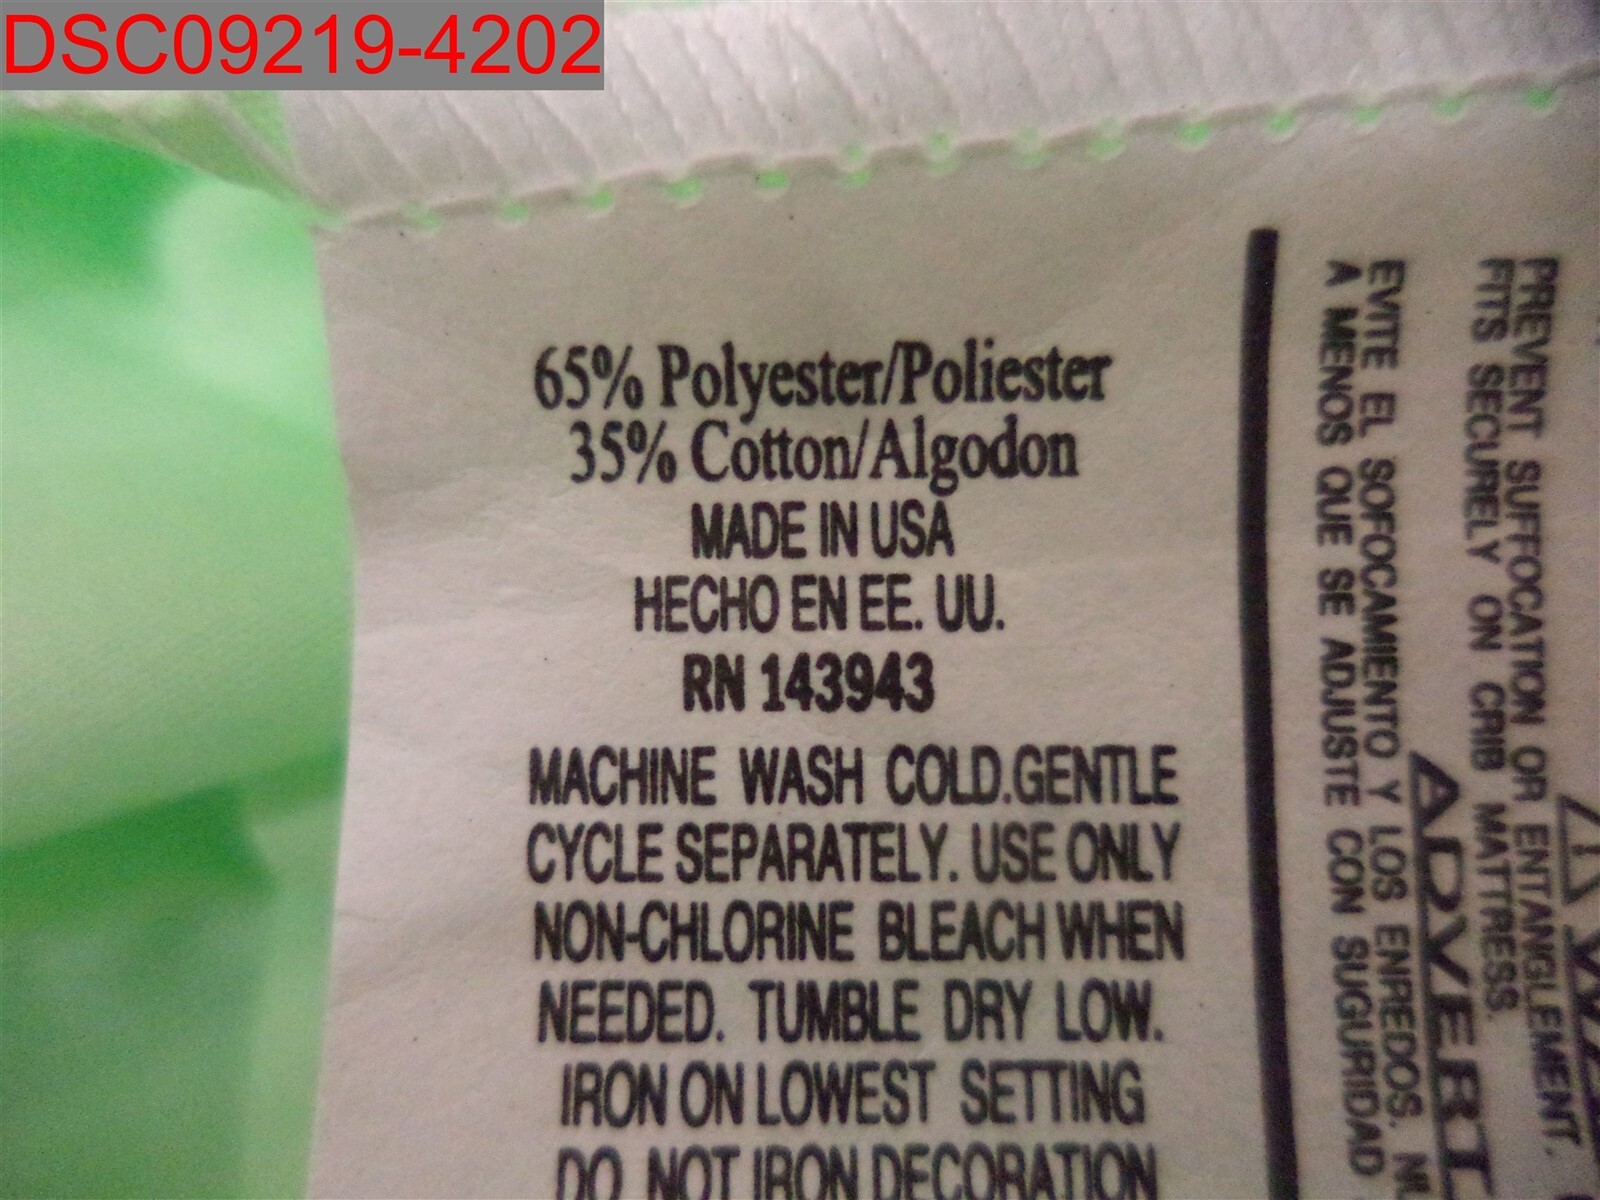 DSC09219-4202
65% Polyester/Poliester
35% Cotton/Algodon
MADE IN USA
HECHO EN EE. UU.
RN 143943
MACHINE WASH COLD.GENTLE
CYCLE SEPARATELY. USE ONLY
NON-CHLORINE BLEACH WHEN
NEEDED. TUMBLE DRY LOW.
IRON ON LOWEST SETTING
DO NOT IRON DECORATION
PREVENT SUFFOCATION OR ENTANGLEMENT.
FITS SECURELY ON CRIB MATTRESS.
EVITE EL SOFOCAMIENTO Y LOS ENREDOS.
A MENOS QUE SE ADJUSTE CON SUGURIDAD